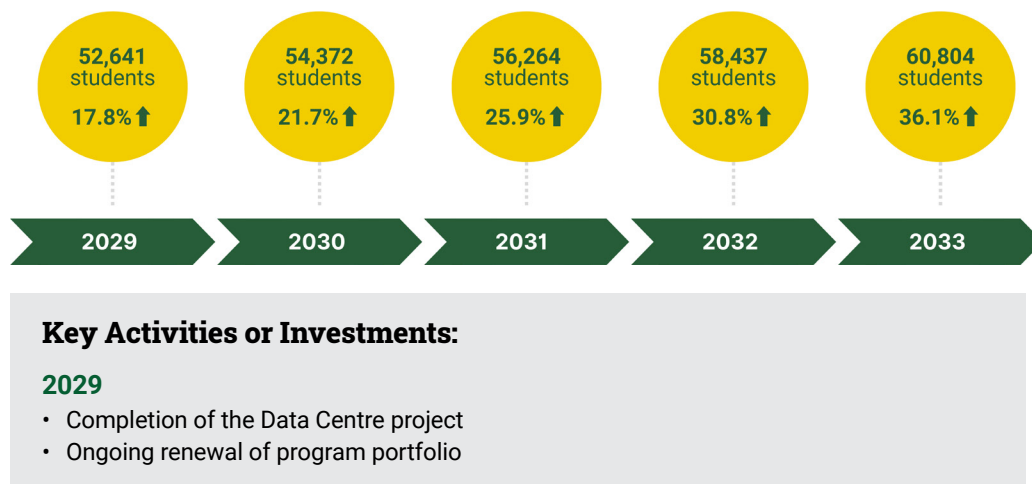 52,641
students
17.8%
54,372
students
21.7%
56,264
students
25.9%
58,437
students
30.8%
60,804
students
36.1%
2029
2030
2031
2032
2033
Key Activities or Investments:
2029
• Completion of the Data Centre project
• Ongoing renewal of program portfolio